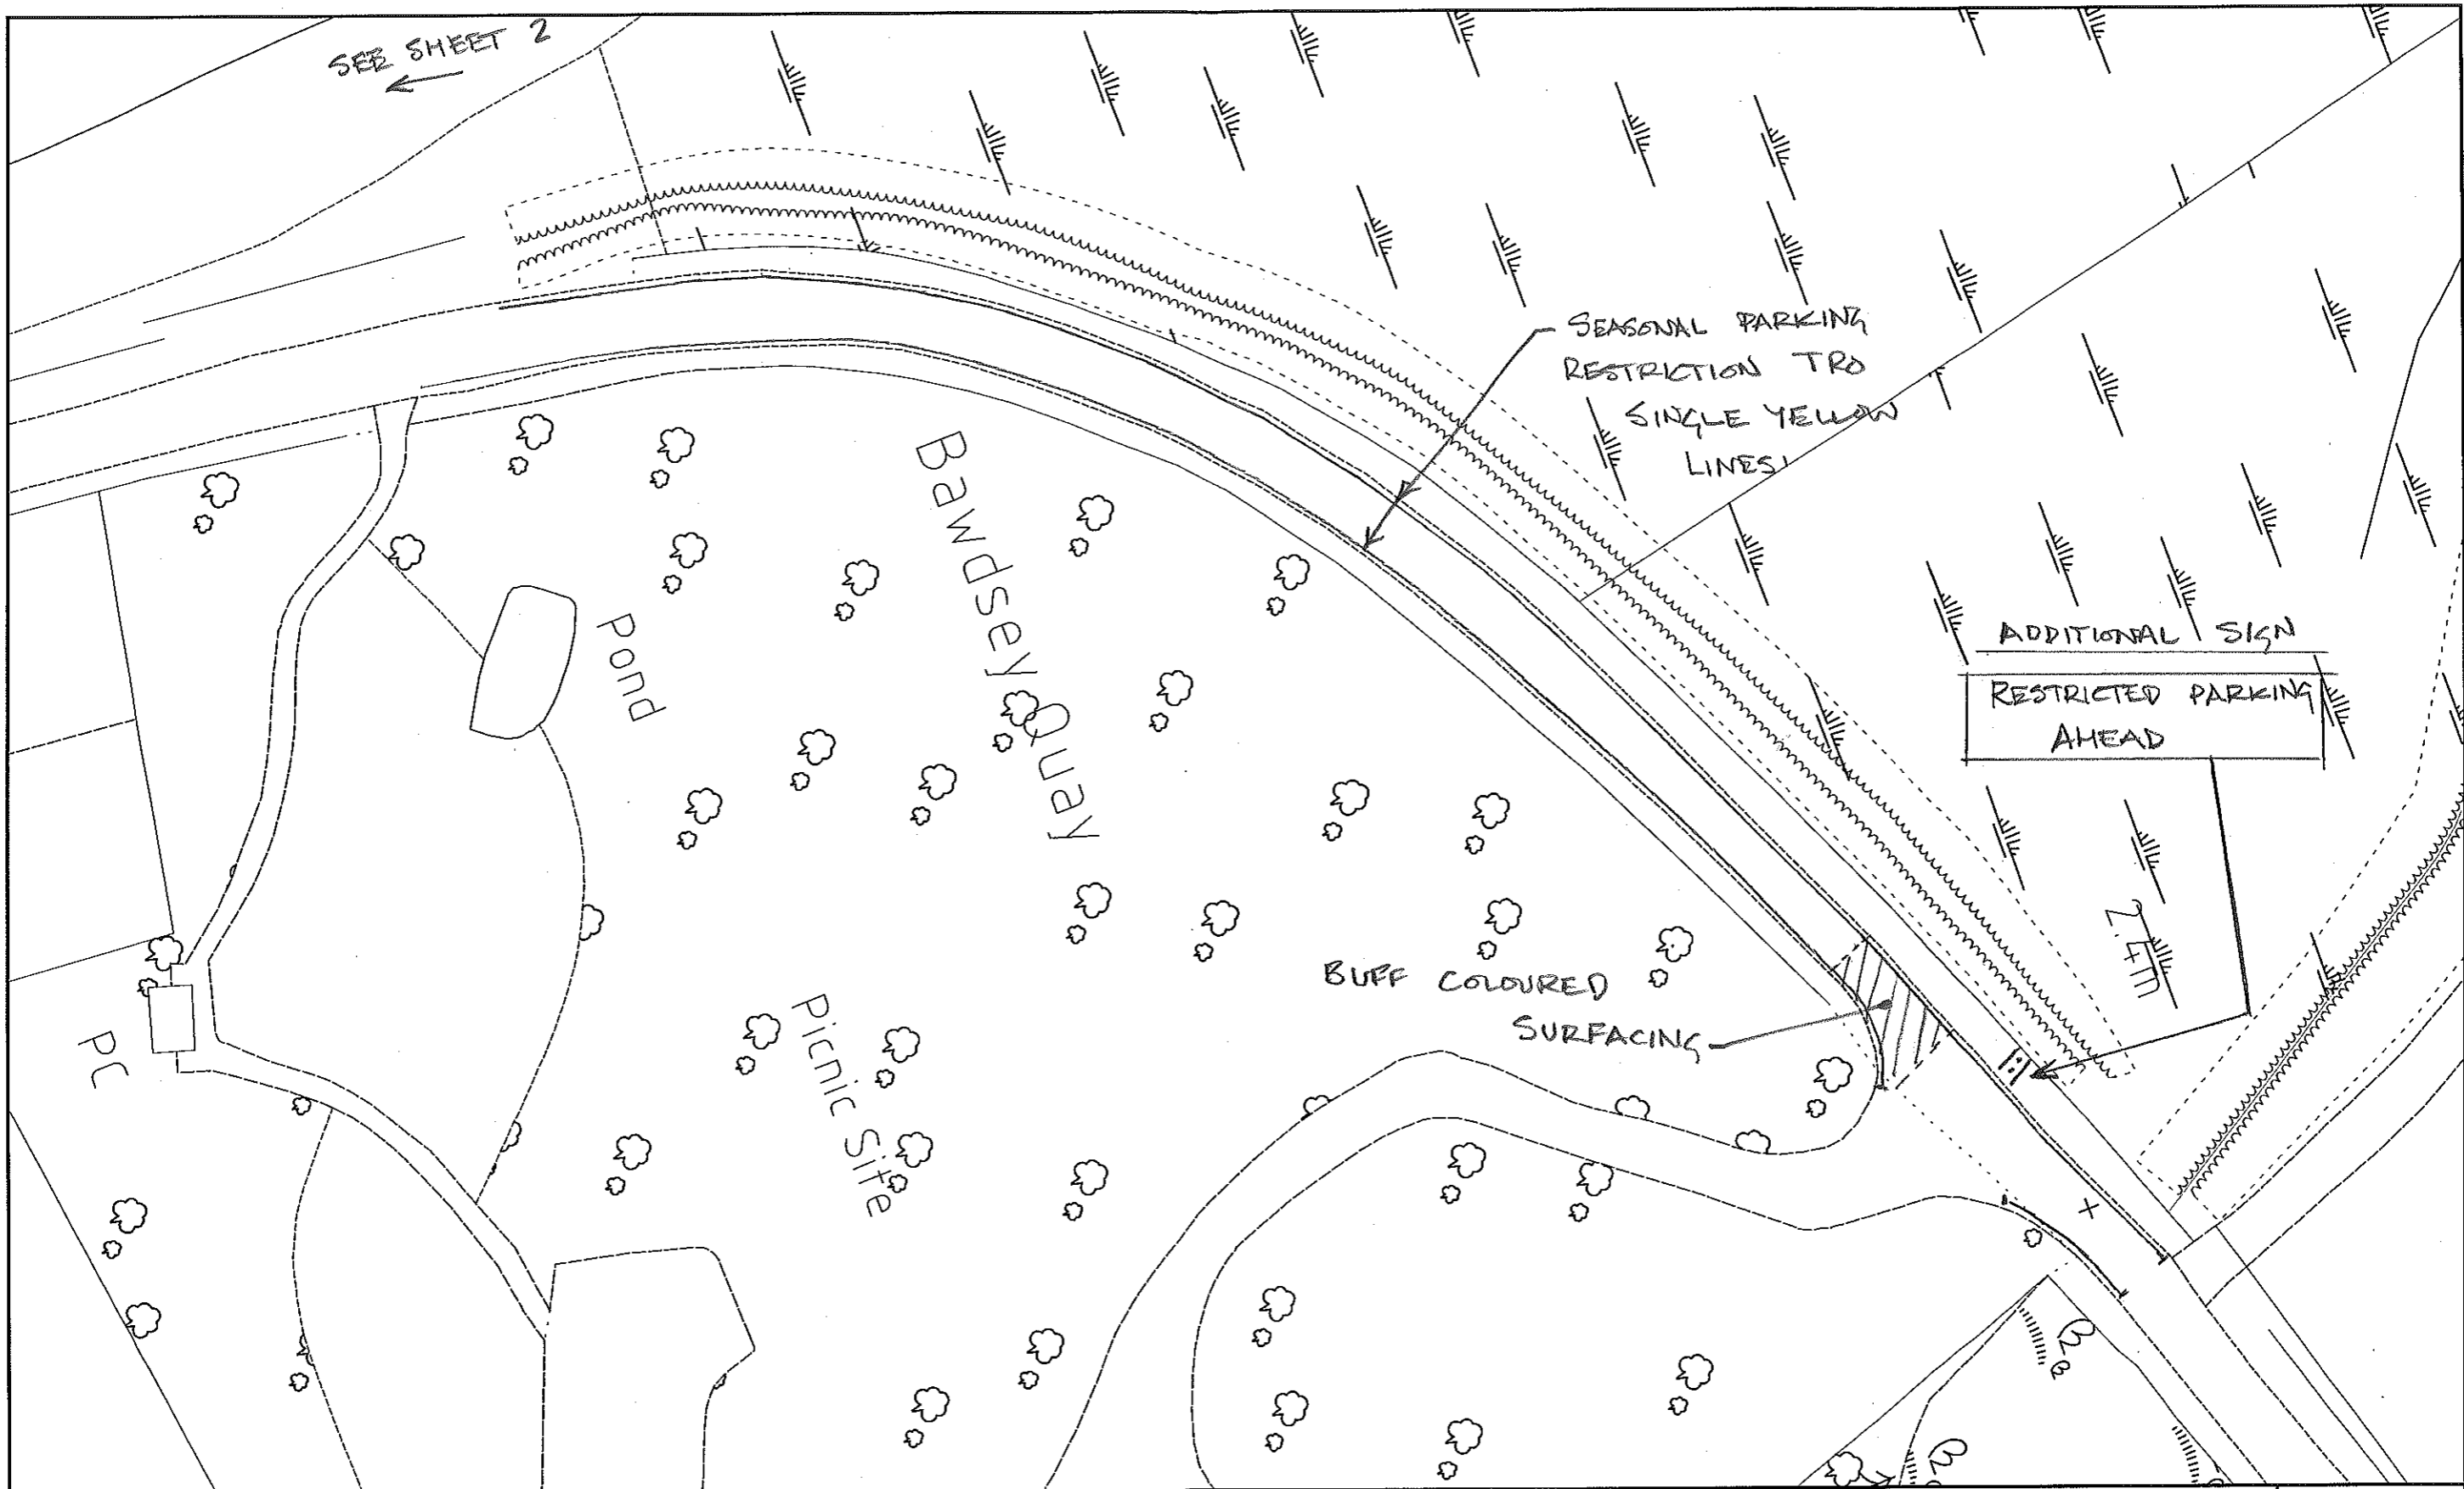 SEE SHEET 2
SEASONAL PARKING
RESTRICTION TRO
SINGLE YELLOW
LINES
Bawdsey Quay
Pond
ADDITIONAL SIGN
RESTRICTED PARKING
AHEAD
2.4m
BUFF COLOURED
SURFACING
Picnic Site
PC